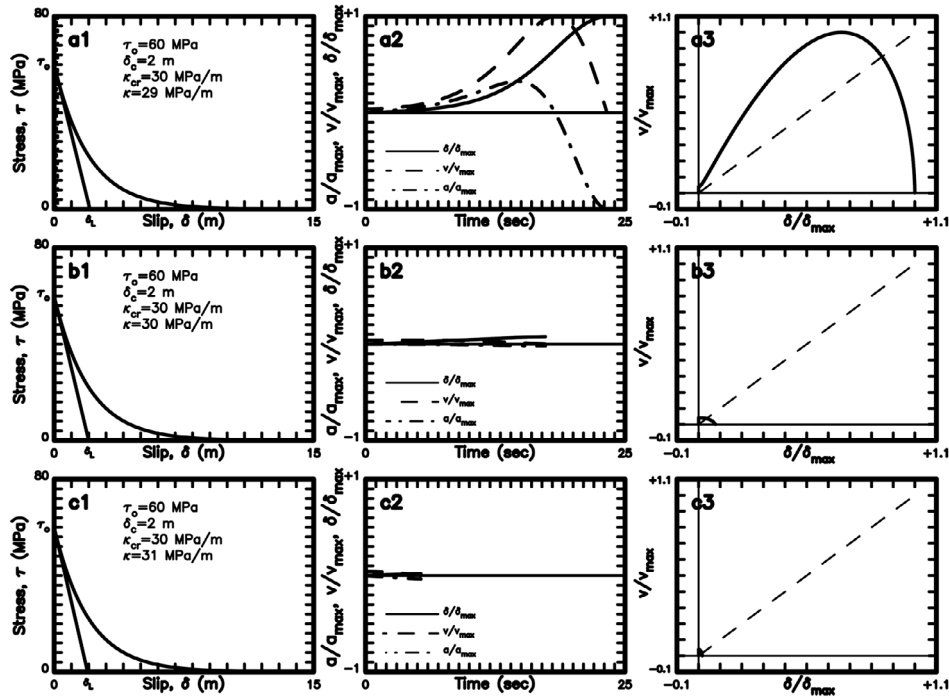 80
a1
τo=60 MPa
δc=2 m
κcr=30 MPa/m
κ=29 MPa/m
τo
Stress, τ (MPa)
0
0
δL
Slip, δ (m)
15
+1
a2
a/amax, v/vmax, δ/δmax
δ/δmax
v/vmax
a/amax
−1
0
Time (sec)
25
+1.1
a3
v/vmax
−0.1
−0.1
δ/δmax
+1.1
80
b1
τo=60 MPa
δc=2 m
κcr=30 MPa/m
κ=30 MPa/m
τo
Stress, τ (MPa)
0
0
δL
Slip, δ (m)
15
+1
b2
a/amax, v/vmax, δ/δmax
δ/δmax
v/vmax
a/amax
−1
0
Time (sec)
25
+1.1
b3
v/vmax
−0.1
−0.1
δ/δmax
+1.1
80
c1
τo=60 MPa
δc=2 m
κcr=30 MPa/m
κ=31 MPa/m
τo
Stress, τ (MPa)
0
0
δL
Slip, δ (m)
15
+1
c2
a/amax, v/vmax, δ/δmax
δ/δmax
v/vmax
a/amax
−1
0
Time (sec)
25
+1.1
c3
v/vmax
−0.1
−0.1
δ/δmax
+1.1